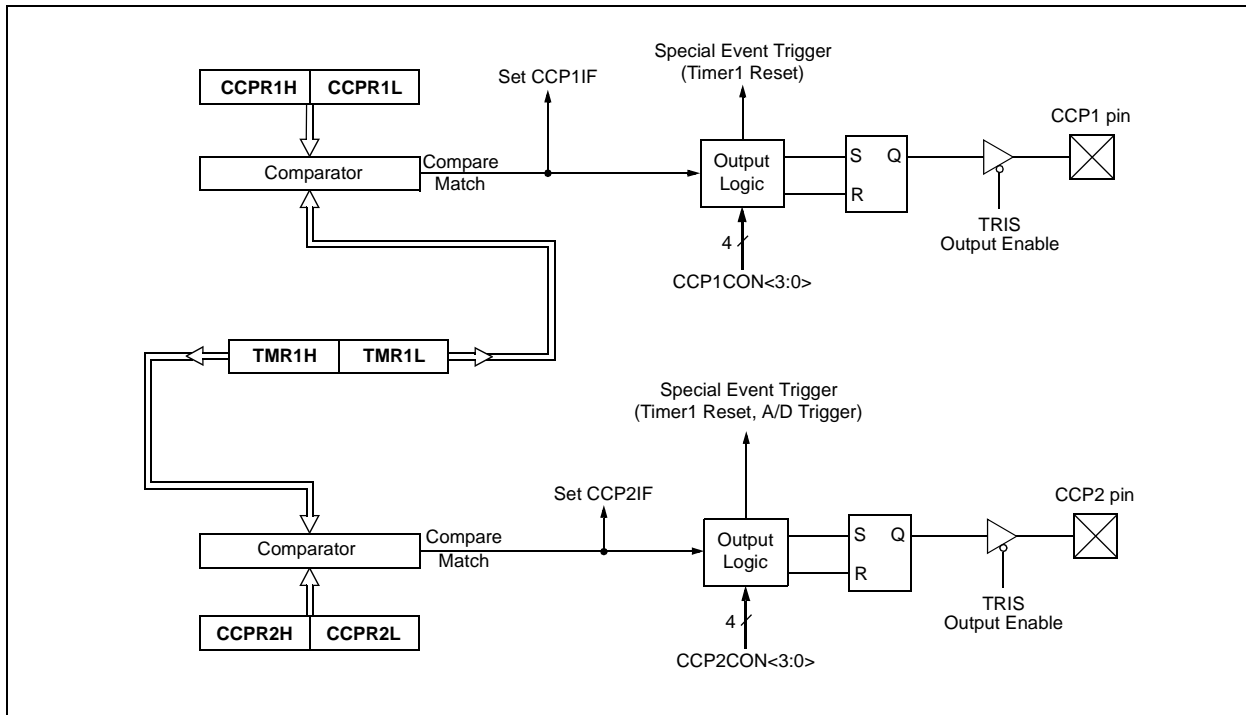 Special Event Trigger
(Timer1 Reset)
Set CCP1IF
CCPR1H CCPR1L
CCP1 pin
Comparator
Compare
Match
Output
Logic
S Q
R
TRIS
Output Enable
4
CCP1CON<3:0>
TMR1H TMR1L
Special Event Trigger
(Timer1 Reset, A/D Trigger)
Set CCP2IF
CCP2 pin
Comparator
Compare
Match
Output
Logic
S Q
R
TRIS
Output Enable
4
CCPR2H CCPR2L
CCP2CON<3:0>